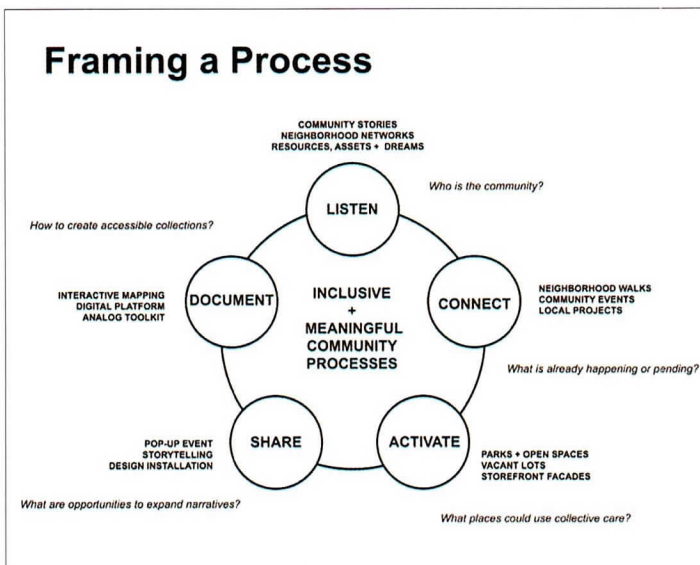 Framing a Process
COMMUNITY STORIES
NEIGHBORHOOD NETWORKS
RESOURCES, ASSETS + DREAMS
LISTEN
Who is the community?
CONNECT
NEIGHBORHOOD WALKS
COMMUNITY EVENTS
LOCAL PROJECTS
What is already happening or pending?
ACTIVATE
PARKS + OPEN SPACES
VACANT LOTS
STOREFRONT FACADES
What places could use collective care?
SHARE
POP-UP EVENT
STORYTELLING
DESIGN INSTALLATION
What are opportunities to expand narratives?
DOCUMENT
INTERACTIVE MAPPING
DIGITAL PLATFORM
ANALOG TOOLKIT
How to create accessible collections?
INCLUSIVE
+
MEANINGFUL
COMMUNITY
PROCESSES